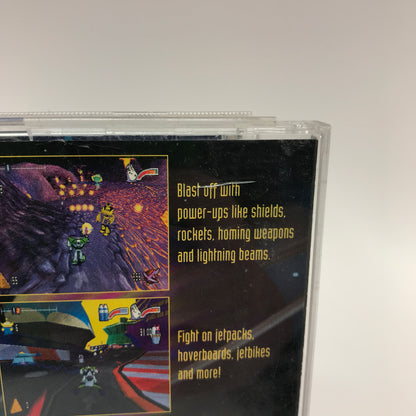 Blast off with
power-ups like shields,
rockets, homing weapons
and lightning beams.
Fight on jetpacks,
hoverboards, jetbikes
and more!